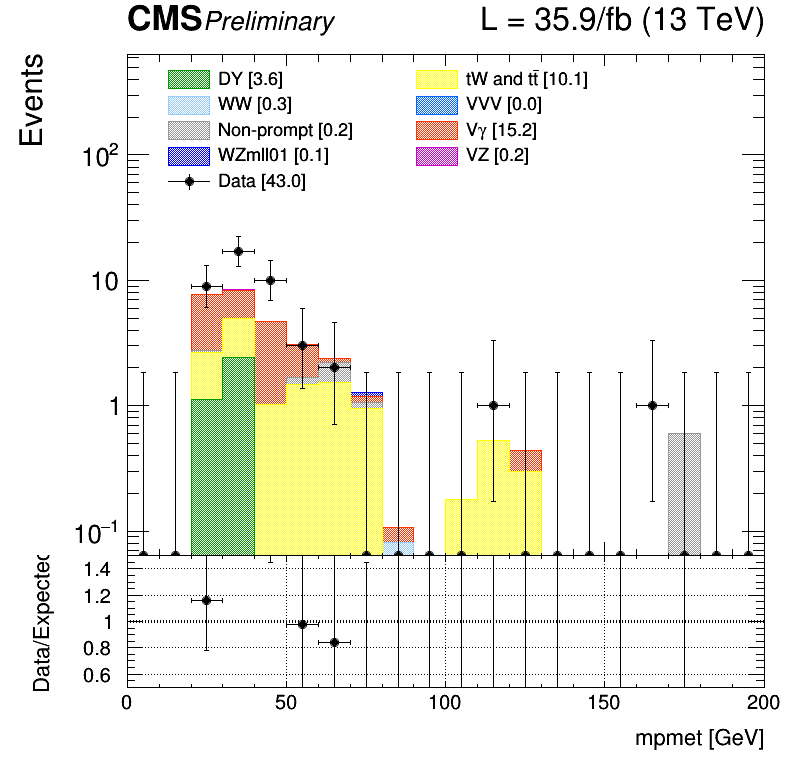 CMS Preliminary L = 35.9/fb (13 TeV)
Events
DY [3.6] tW and tt̄ [10.1]
WW [0.3] VVV [0.0]
Non-prompt [0.2] Vγ [15.2]
WZmll01 [0.1] VZ [0.2]
Data [43.0]
10²
10
1
10⁻¹
Data/Expected
1.4
1.2
1
0.8
0.6
0 50 100 150 200
mpmet [GeV]